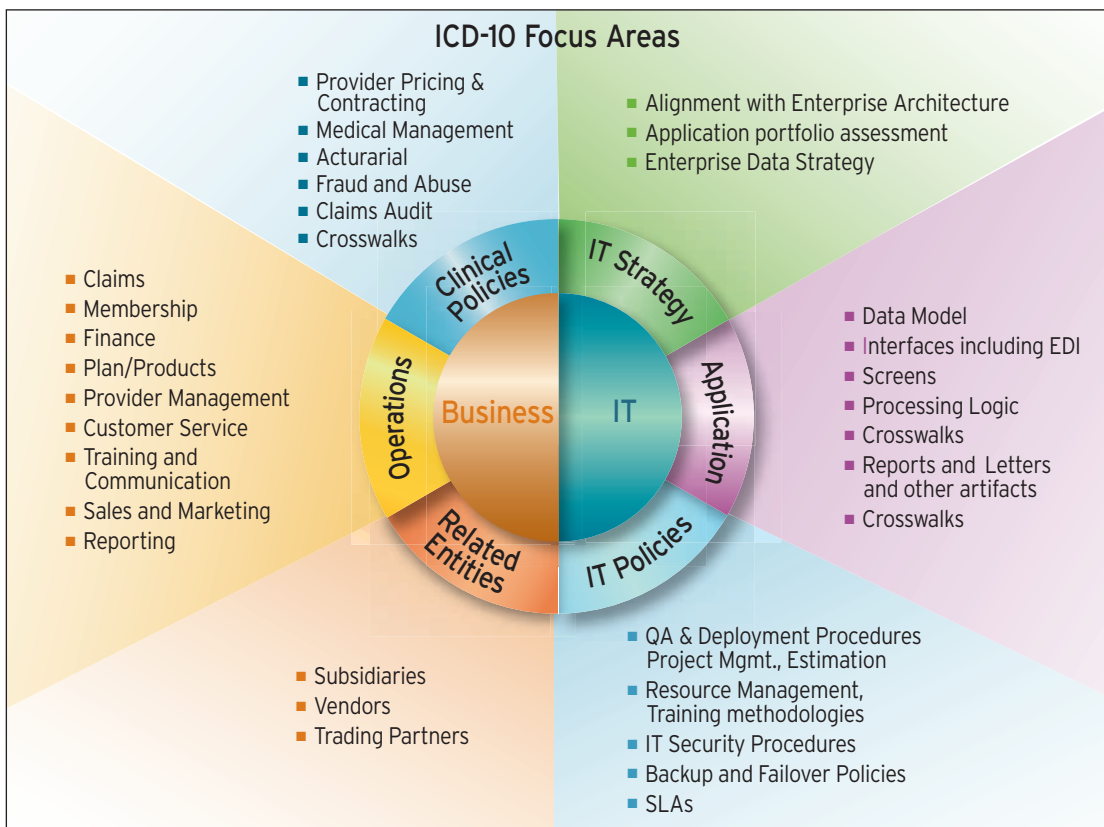 ICD-10 Focus Areas
Provider Pricing &
Contracting
Medical Management
Acturarial
Fraud and Abuse
Claims Audit
Crosswalks
Alignment with Enterprise Architecture
Application portfolio assessment
Enterprise Data Strategy
Claims
Membership
Finance
Plan/Products
Provider Management
Customer Service
Training and
Communication
Sales and Marketing
Reporting
Clinical
Policies
IT Strategy
Operations
Business
IT
Application
Related
Entities
IT Policies
Data Model
Interfaces including EDI
Screens
Processing Logic
Crosswalks
Reports and Letters
and other artifacts
Crosswalks
Subsidiaries
Vendors
Trading Partners
QA & Deployment Procedures
Project Mgmt., Estimation
Resource Management,
Training methodologies
IT Security Procedures
Backup and Failover Policies
SLAs